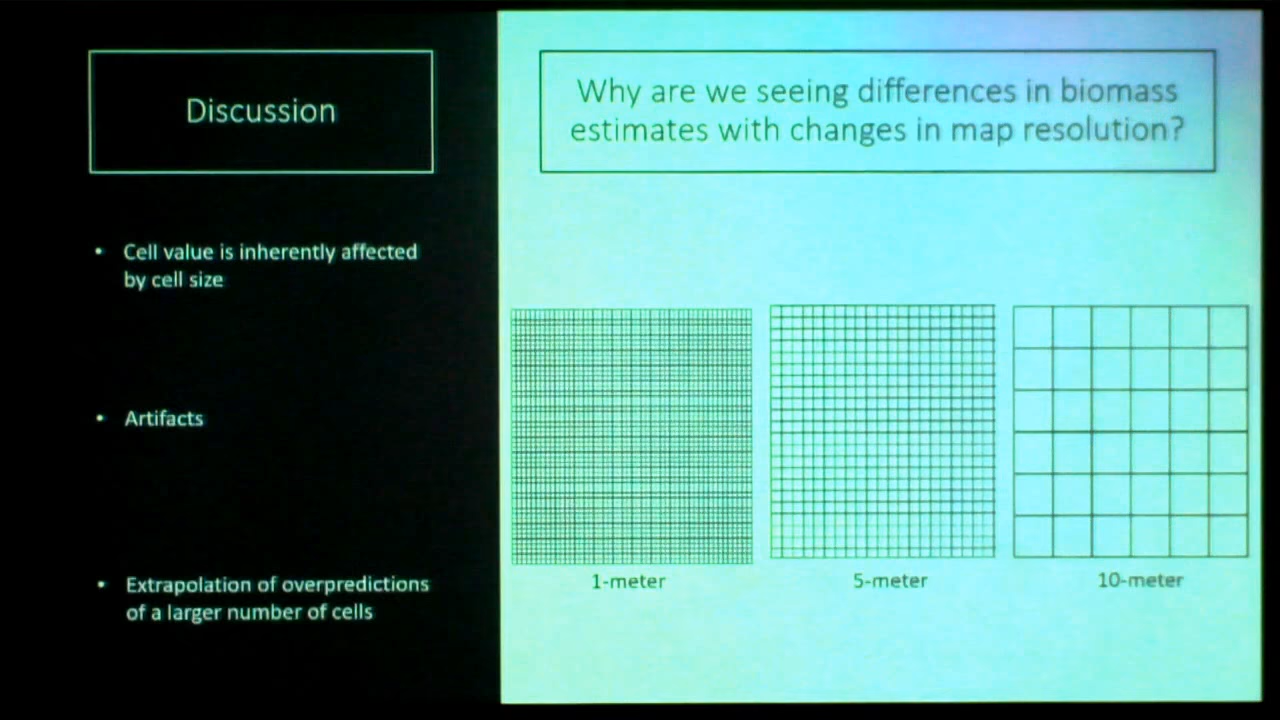 Discussion
• Cell value is inherently affected
by cell size
• Artifacts
• Extrapolation of overpredictions
of a larger number of cells
Why are we seeing differences in biomass
estimates with changes in map resolution?
1-meter
5-meter
10-meter